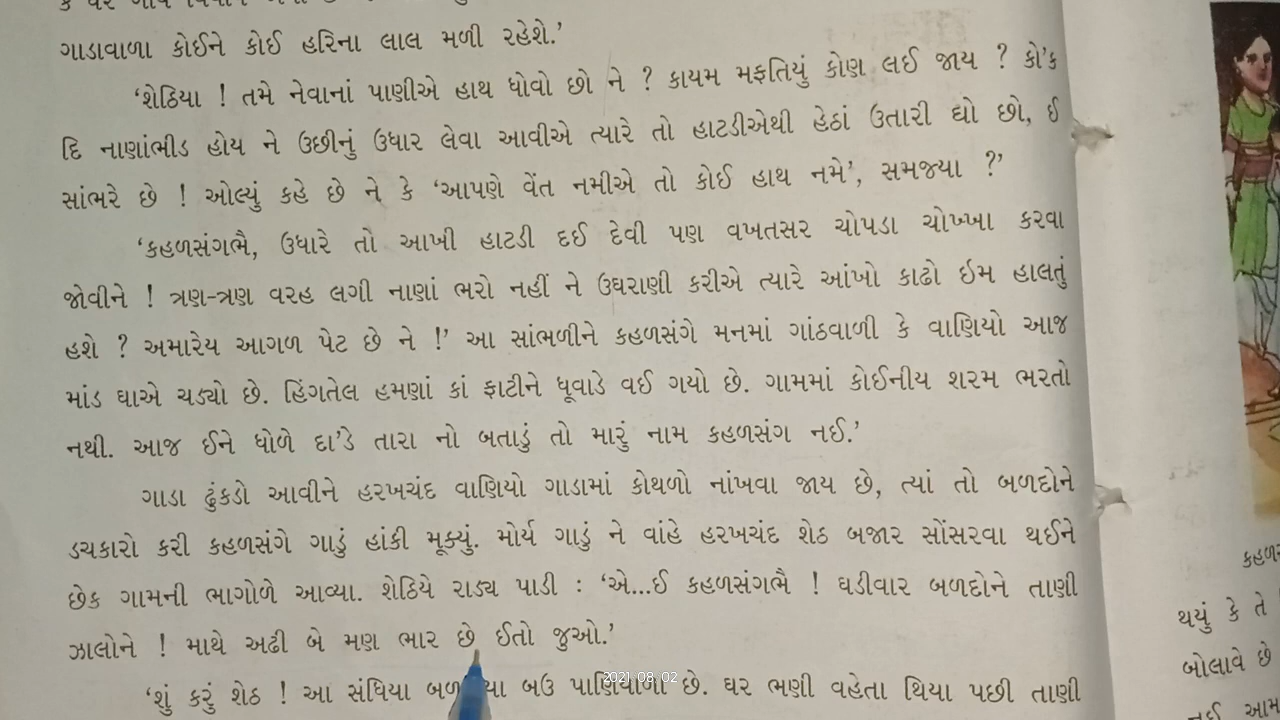 ગાડાવાળા કોઈને કોઈ હરિના લાલ મળી રહેશે.’
‘શેઠિયા ! તમે નેવાનાં પાણીએ હાથ ધોવો છો ને ? કાયમ મફતિયું કોણ લઈ જાય ? કો’ક
દિ નાણાંભીડ હોય ને ઉછીનું ઉધાર લેવા આવીએ ત્યારે તો હાટડીએથી હેઠાં ઉતારી દ્યો છો, ઈ
સાંભરે છે ! ઓલ્યું કહે છે ને કે ‘આપણે વેંત નમીએ તો કોઈ હાથ નમે’, સમજ્યા ?’
‘કહળસંગભૈ, ઉધારે તો આખી હાટડી દઈ દેવી પણ વખતસર ચોપડા ચોખ્ખા કરવા
જોવીને ! ત્રણ-ત્રણ વરહ લગી નાણાં ભરો નહીં ને ઉઘરાણી કરીએ ત્યારે આંખો કાઢો ઇમ હાલતું
હશે ? અમારેય આગળ પેટ છે ને !’ આ સાંભળીને કહળસંગે મનમાં ગાંઠવાળી કે વાણિયો આજ
માંડ ઘાએ ચડ્યો છે. હિંગતેલ હમણાં કાં ફાટીને ધૂવાડે વઈ ગયો છે. ગામમાં કોઈનીય શરમ ભરતો
નથી. આજ ઈને ધોળે દા’ડે તારા નો બતાડું તો મારું નામ કહળસંગ નઈ.’
ગાડા ઢુંકડો આવીને હરખચંદ વાણિયો ગાડામાં કોથળો નાંખવા જાય છે, ત્યાં તો બળદોને
ડચકારો કરી કહળસંગે ગાડું હાંકી મૂક્યું. મોર્ય ગાડું ને વાંહે હરખચંદ શેઠ બજાર સોંસરવા થઈને
છેક ગામની ભાગોળે આવ્યા. શેઠિયે રાડ્ય પાડી : ‘એ...ઈ કહળસંગભૈ ! ઘડીવાર બળદોને તાણી
ઝાલોને ! માથે અઢી બે મણ ભાર છે ઈતો જુઓ.’
‘શું કરું શેઠ ! આ સંધિયા બઉ પાણિવાળા છે. ઘર ભણી વહેતા થિયા પછી તાણી
થયું કે તે
બોલાવે છે
2021.08.02